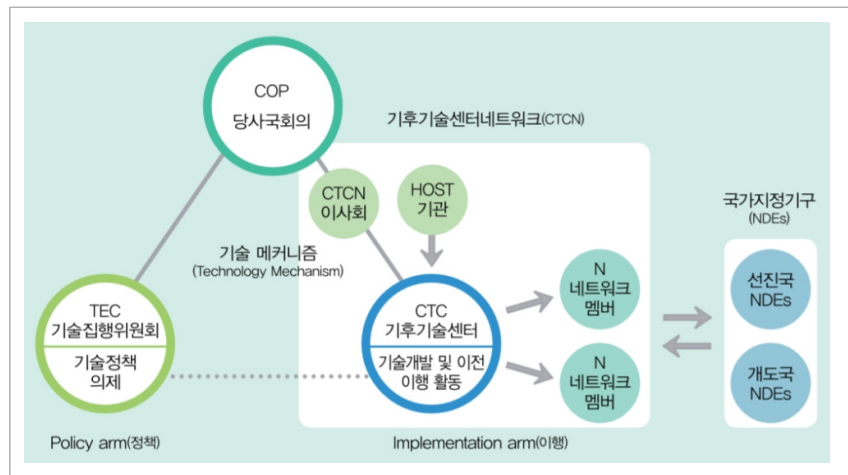 COP
당사국회의
기후기술센터네트워크(CTCN)
CTCN
이사회
HOST
기관
국가지정기구
(NDEs)
기술 메커니즘
(Technology Mechanism)
TEC
기술집행위원회
기술정책
의제
CTC
기후기술센터
기술개발 및 이전
이행 활동
N
네트워크
멤버
N
네트워크
멤버
선진국
NDEs
개도국
NDEs
Policy arm(정책)
Implementation arm(이행)